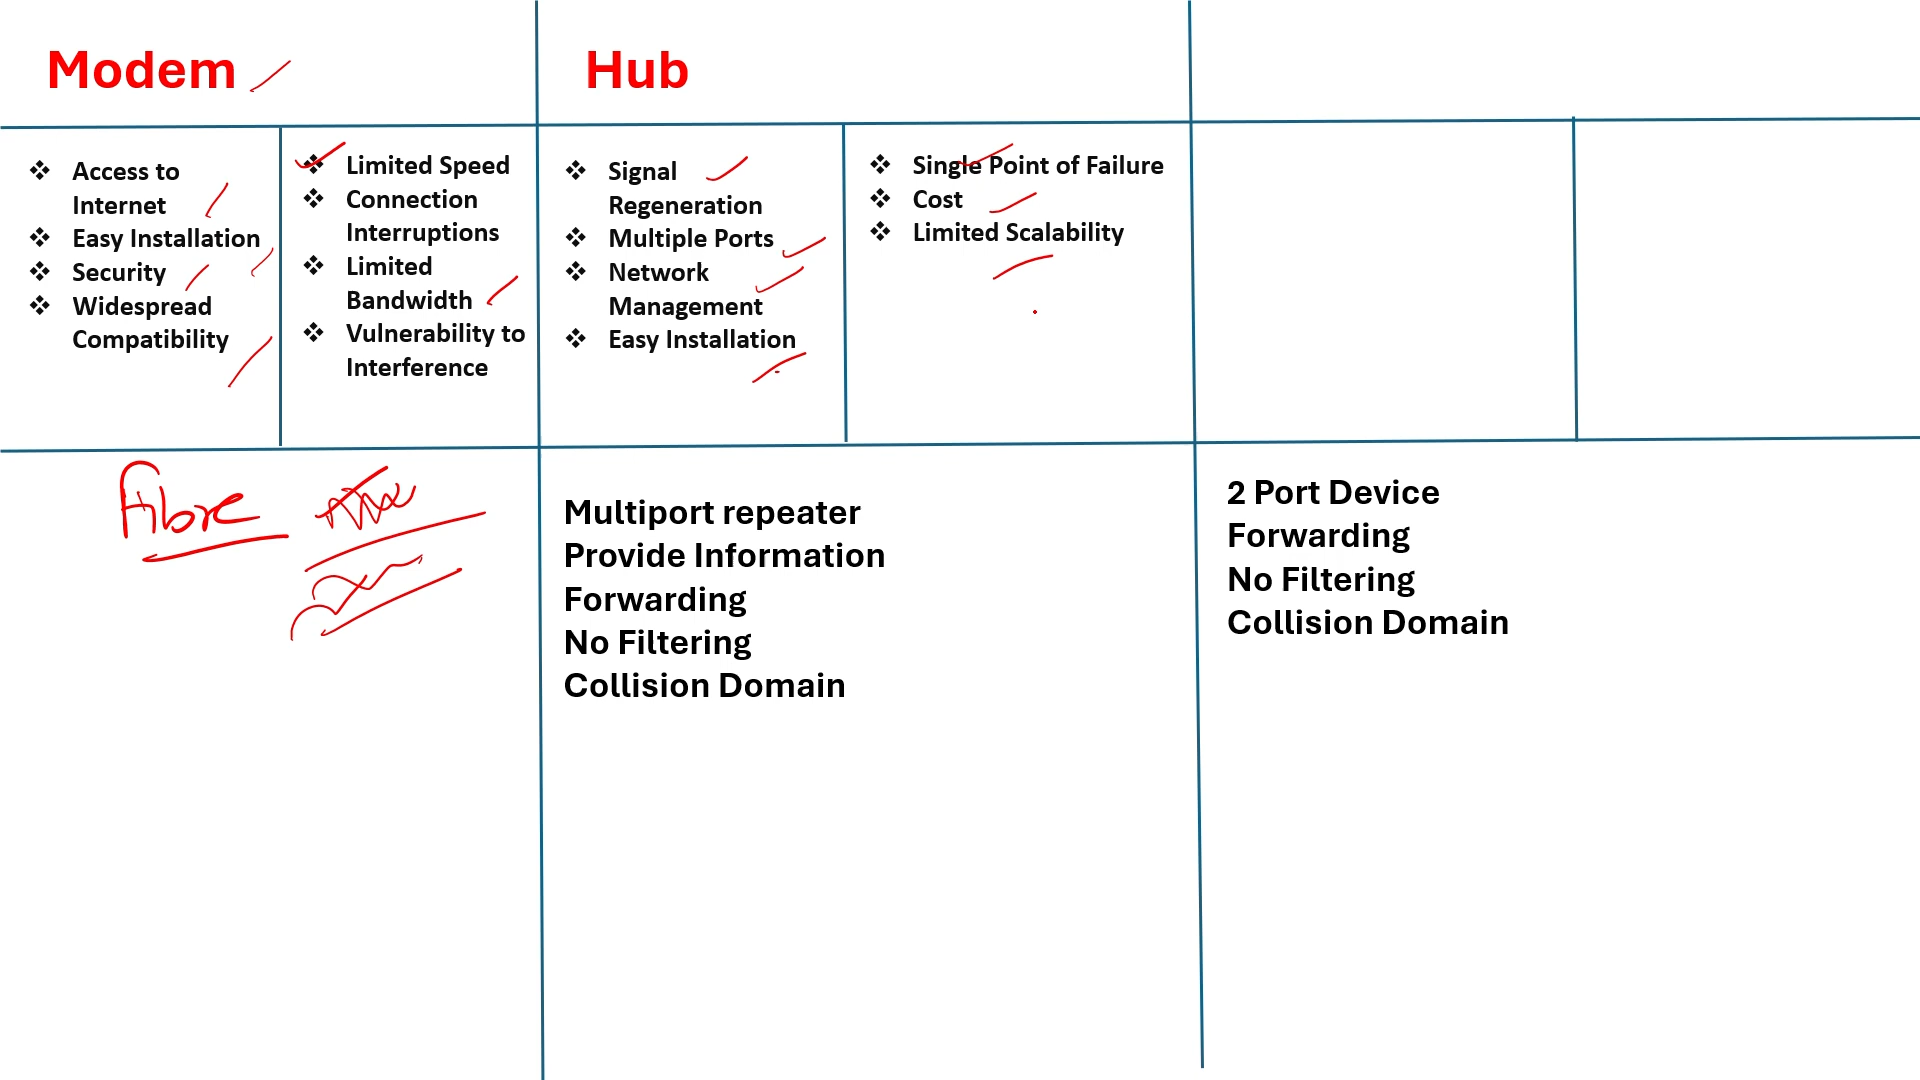 Modem
Hub
Access to
Internet
Easy Installation
Security
Widespread
Compatibility
Limited Speed
Connection
Interruptions
Limited
Bandwidth
Vulnerability to
Interference
Signal
Regeneration
Multiple Ports
Network
Management
Easy Installation
Single Point of Failure
Cost
Limited Scalability
Fibre
Multiport repeater
Provide Information
Forwarding
No Filtering
Collision Domain
2 Port Device
Forwarding
No Filtering
Collision Domain